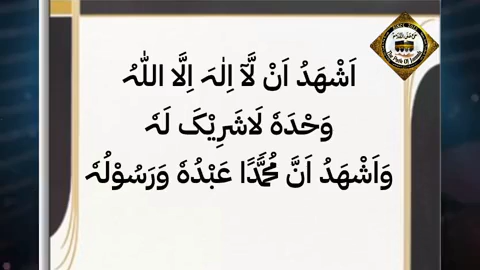 اَشْهَدُ اَنْ لَّآ اِلٰہَ اِلَّا اللّٰہُ
وَحْدَہٗ لَاشَرِیْکَ لَہٗ
وَاَشْھَدُ اَنَّ مُحَمَّدًا عَبْدُہٗ وَرَسُوْلُہٗ